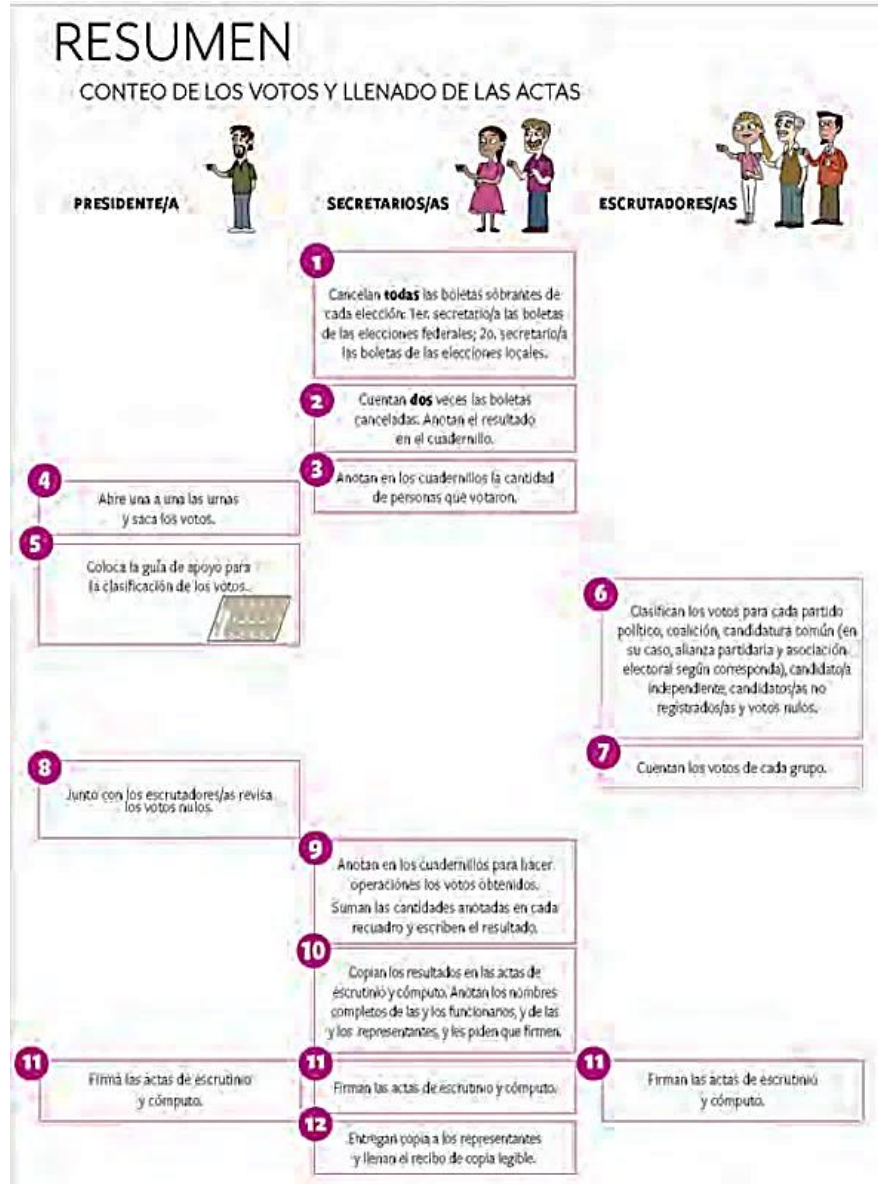 RESUMEN
CONTEO DE LOS VOTOS Y LLENADO DE LAS ACTAS
PRESIDENTE/A
SECRETARIOS/AS
ESCRUTADORES/AS
1
Cancelan todas las boletas sobrantes de
cada elección: 1er. secretario/a las boletas
de las elecciones federales; 2o. secretario/a
las boletas de las elecciones locales.
2
Cuentan dos veces las boletas
canceladas. Anotan el resultado
en el cuadernillo.
3
Anotan en los cuadernillos la cantidad
de personas que votaron.
4
Abre una a una las urnas
y saca los votos.
5
Coloca la guía de apoyo para
la clasificación de los votos.
6
Clasifican los votos para cada partido
político, coalición, candidatura común (en
su caso, alianza partidaria y asociación
electoral según corresponda), candidato/a
independiente, candidatos/as no
registrados/as y votos nulos.
7
Cuentan los votos de cada grupo.
8
Junto con los escrutadores/as revisa
los votos nulos.
9
Anotan en los cuadernillos para hacer
operaciónes los votos obtenidos.
Suman las cantidades anotadas en cada
recuadro y escriben el resultado.
10
Copian los resultados en las actas de
escrutinio y cómputo. Anotan los nombres
completos de las y los funcionarios, y de las
y los representantes, y les piden que firmen.
11
Firma las actas de escrutinio
y cómputo.
11
Firman las actas de escrutinio y cómputo.
11
Firman las actas de escrutinio
y cómputo.
12
Entregan copia a los representantes
y llenan el recibo de copia legible.